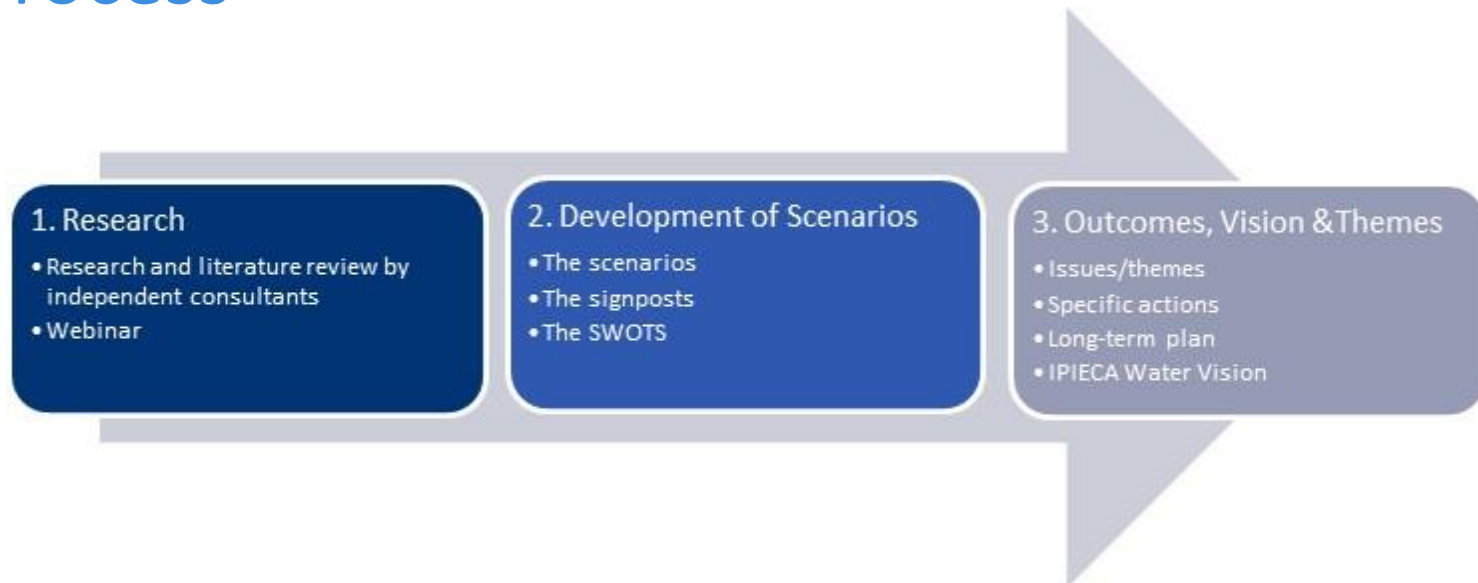 rocess
1. Research
• Research and literature review by
independent consultants
• Webinar
2. Development of Scenarios
• The scenarios
• The signposts
• The SWOTS
3. Outcomes, Vision &Themes
• Issues/themes
• Specific actions
• Long-term plan
• IPIECA Water Vision